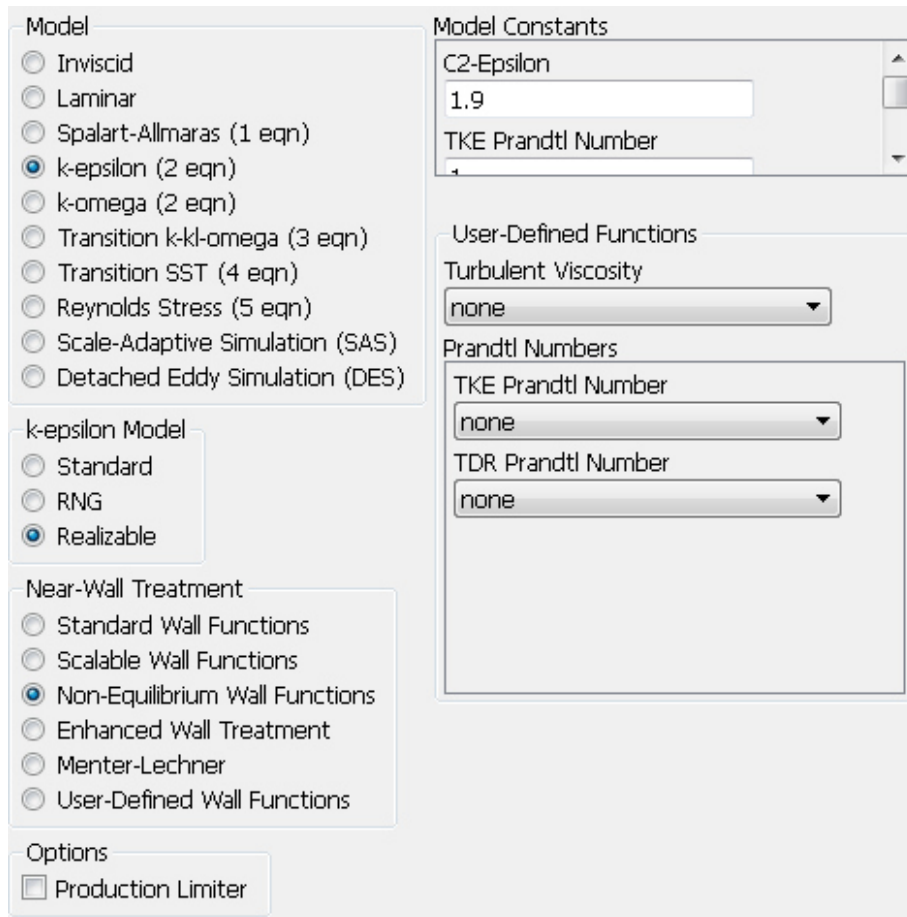 Model
Inviscid
Laminar
Spalart-Allmaras (1 eqn)
k-epsilon (2 eqn)
k-omega (2 eqn)
Transition k-kl-omega (3 eqn)
Transition SST (4 eqn)
Reynolds Stress (5 eqn)
Scale-Adaptive Simulation (SAS)
Detached Eddy Simulation (DES)
k-epsilon Model
Standard
RNG
Realizable
Near-Wall Treatment
Standard Wall Functions
Scalable Wall Functions
Non-Equilibrium Wall Functions
Enhanced Wall Treatment
Menter-Lechner
User-Defined Wall Functions
Options
Production Limiter
Model Constants
C2-Epsilon
1.9
TKE Prandtl Number
User-Defined Functions
Turbulent Viscosity
none
Prandtl Numbers
TKE Prandtl Number
none
TDR Prandtl Number
none